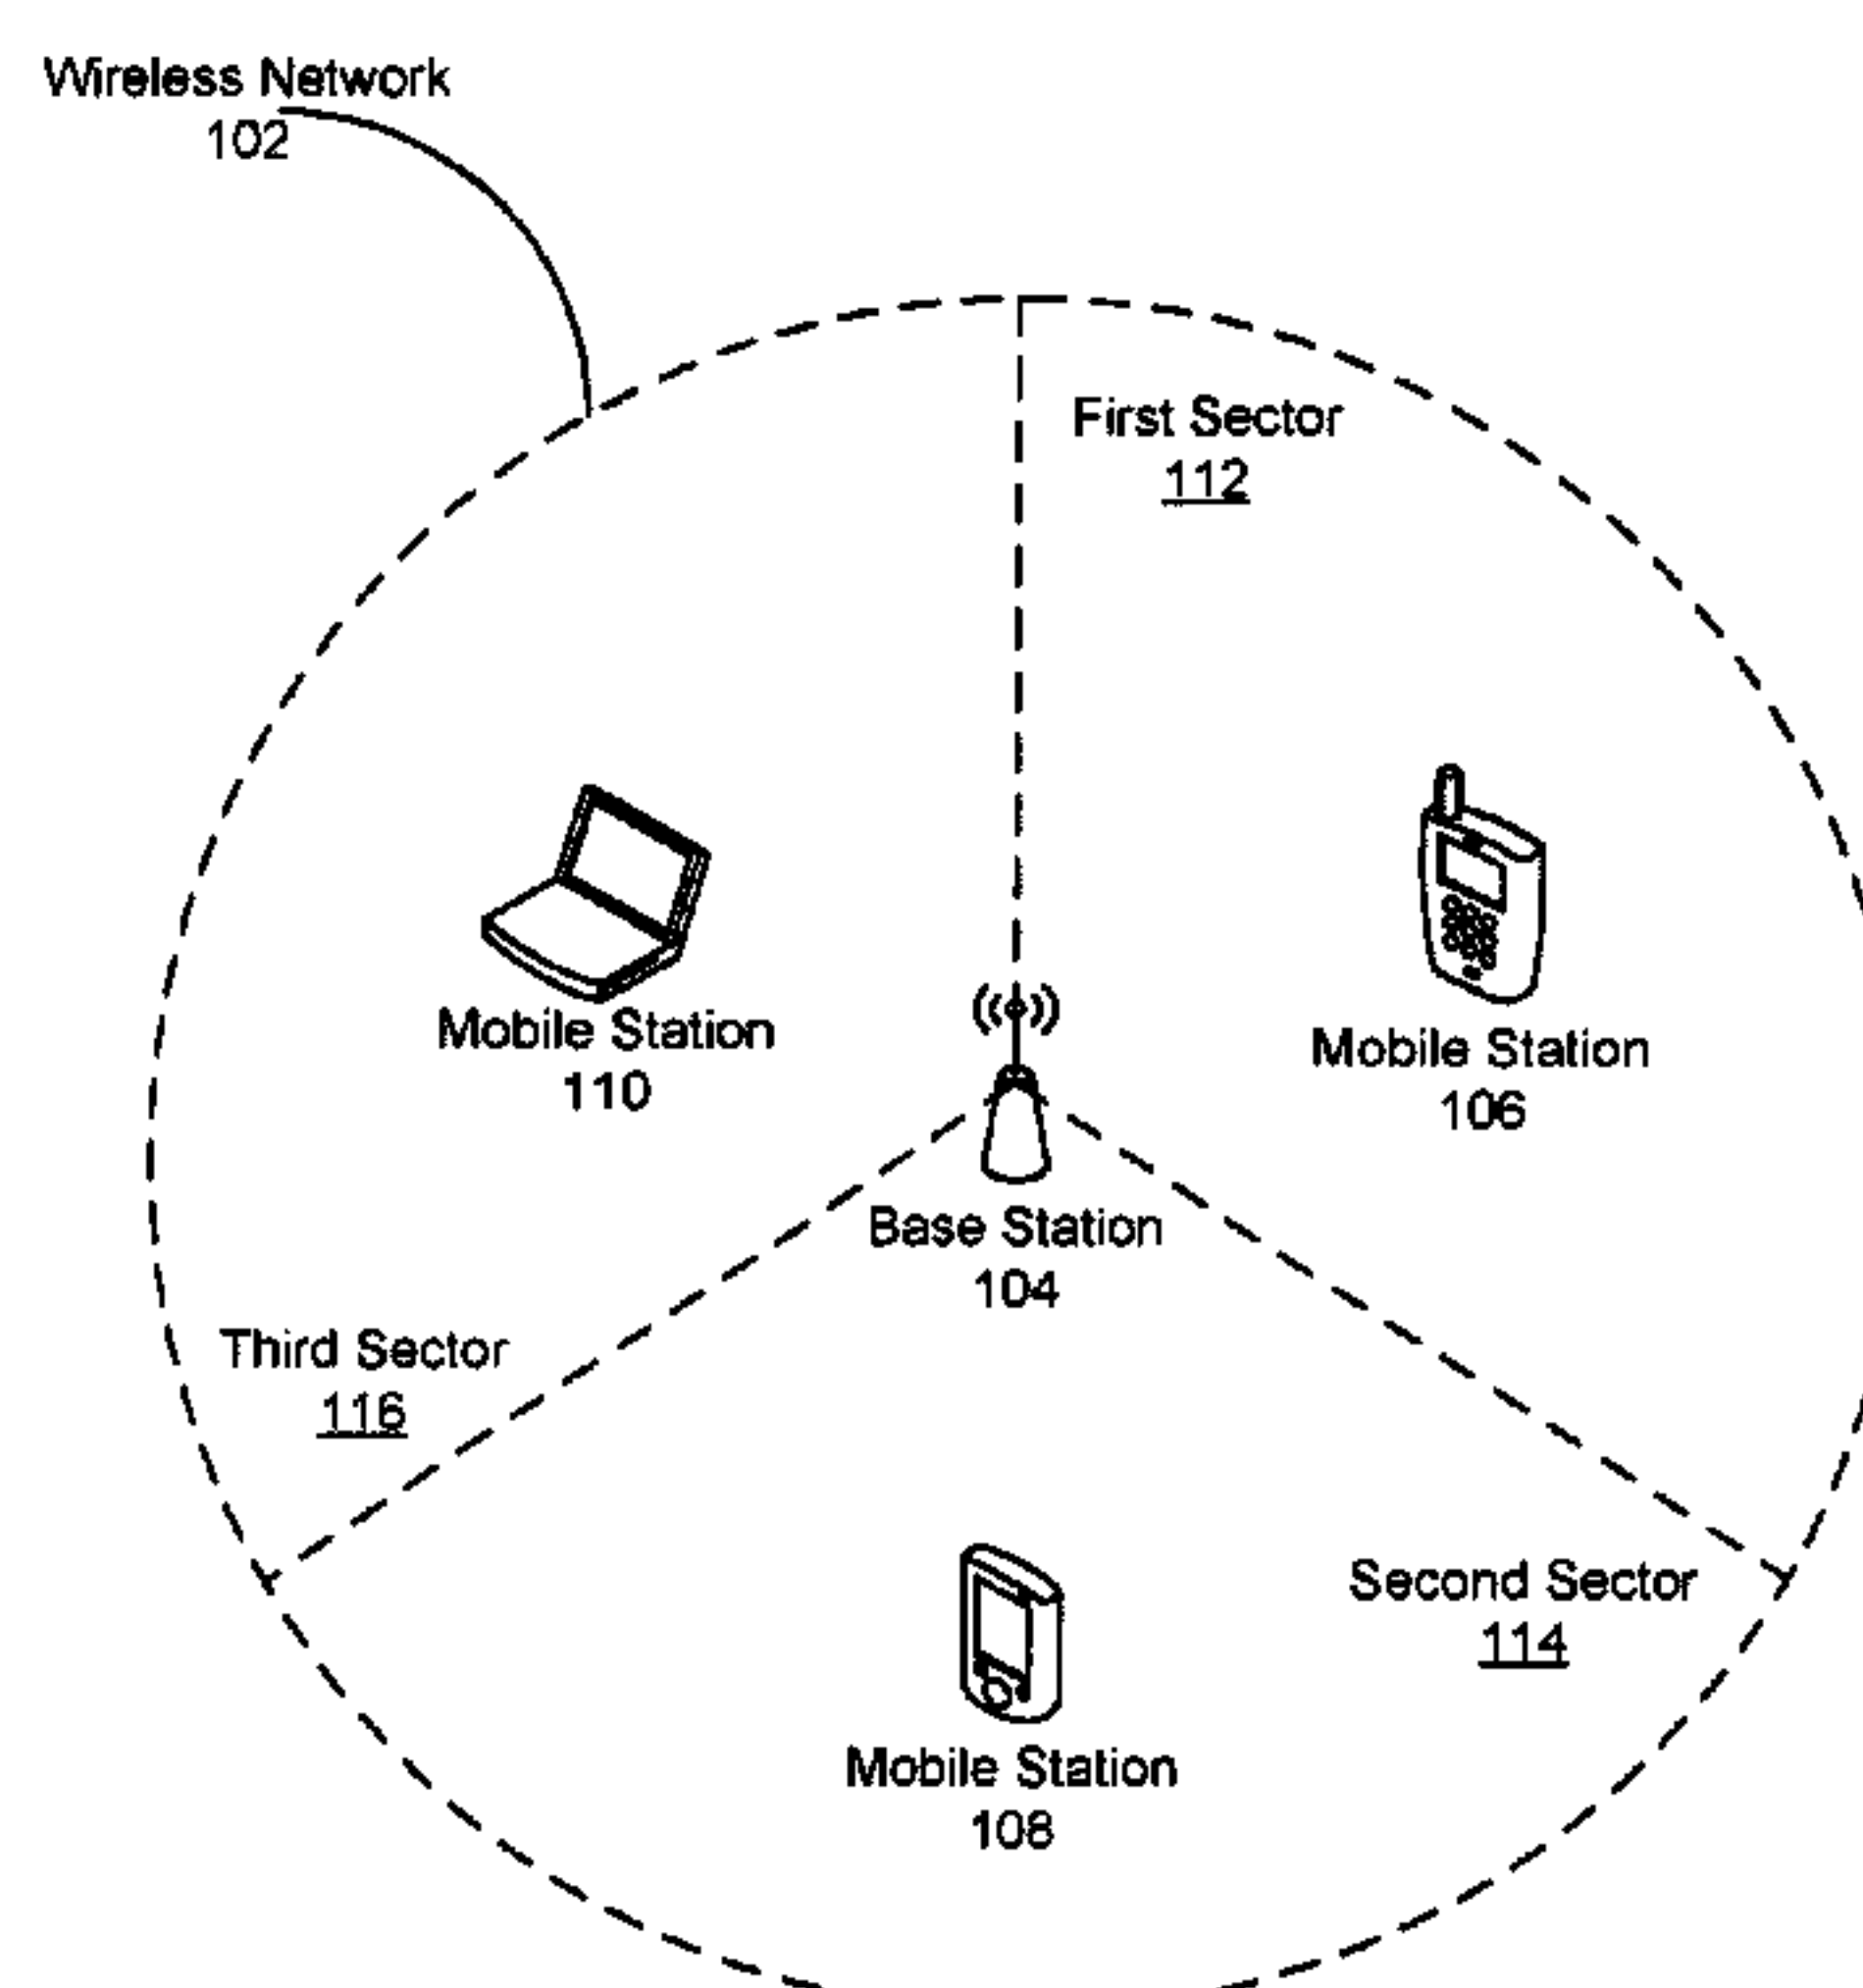 Wireless Network
102
First Sector
112
Mobile Station
110
Mobile Station
106
Base Station
104
Third Sector
116
Second Sector
114
Mobile Station
108